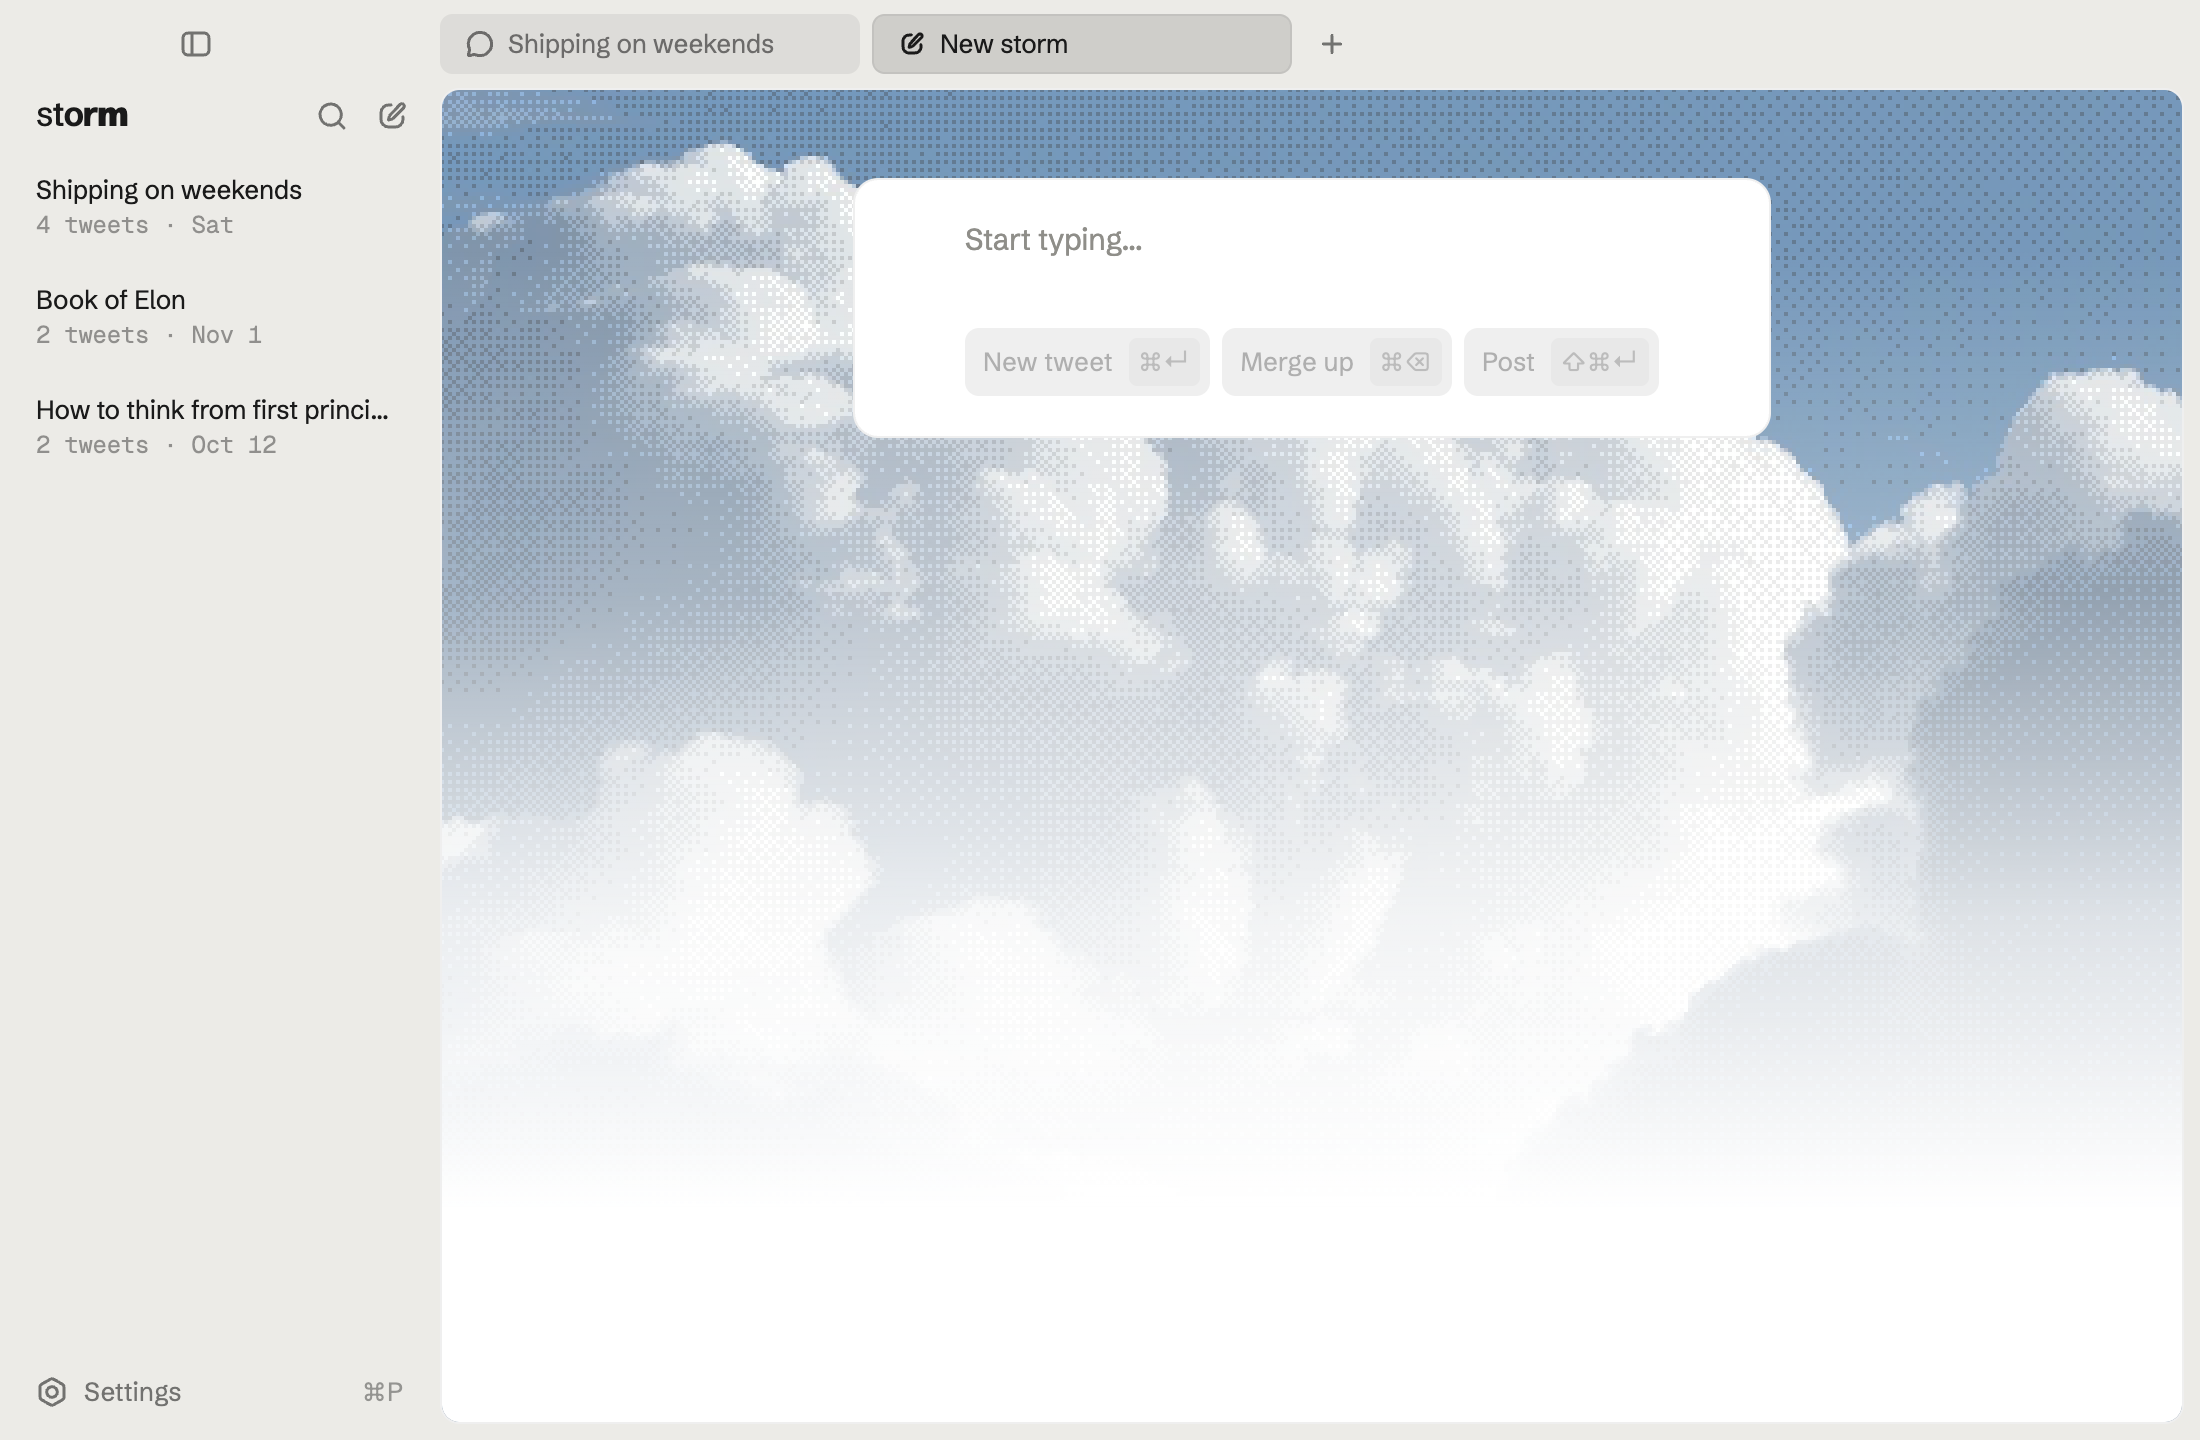 Shipping on weekends
New storm
storm
Shipping on weekends
4 tweets · Sat
Book of Elon
2 tweets · Nov 1
How to think from first princi...
2 tweets · Oct 12
Start typing...
New tweet ⌘↵ Merge up ⌘⌫ Post ⇧⌘↵
Settings ⌘P